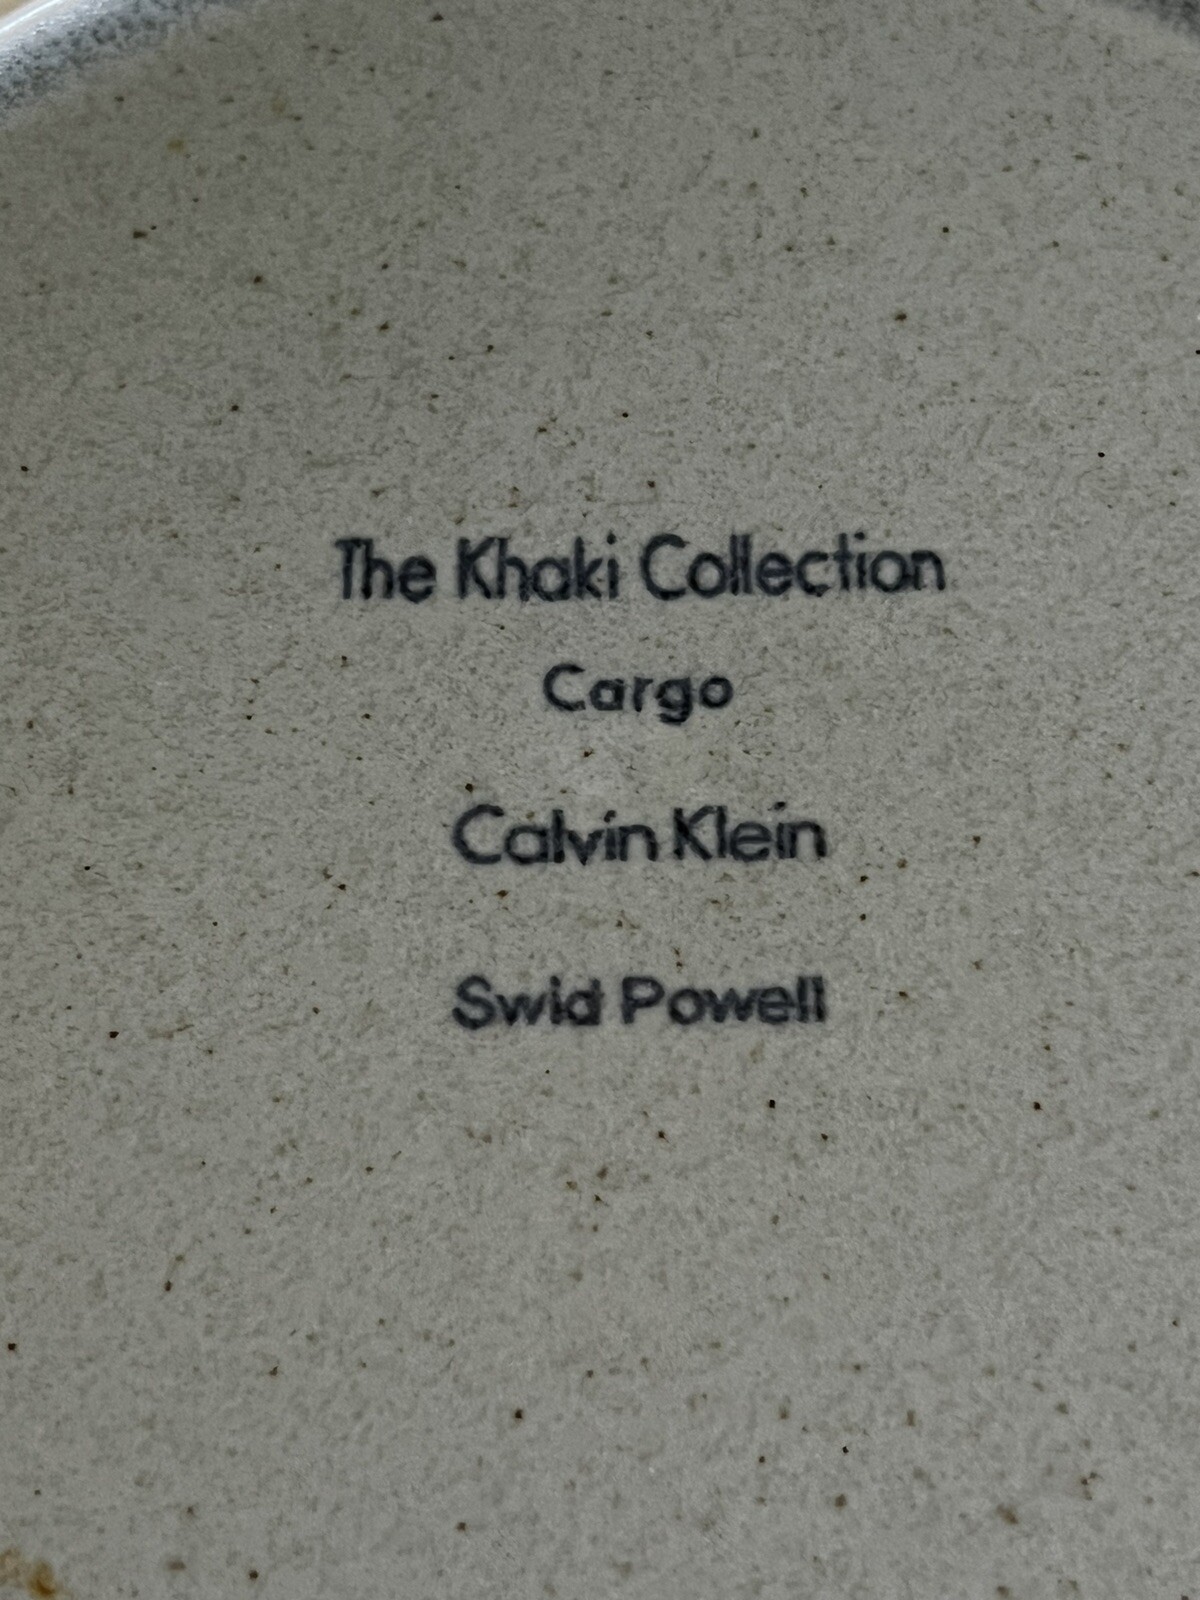 The Khaki Collection
Cargo
Calvin Klein
Swid Powell